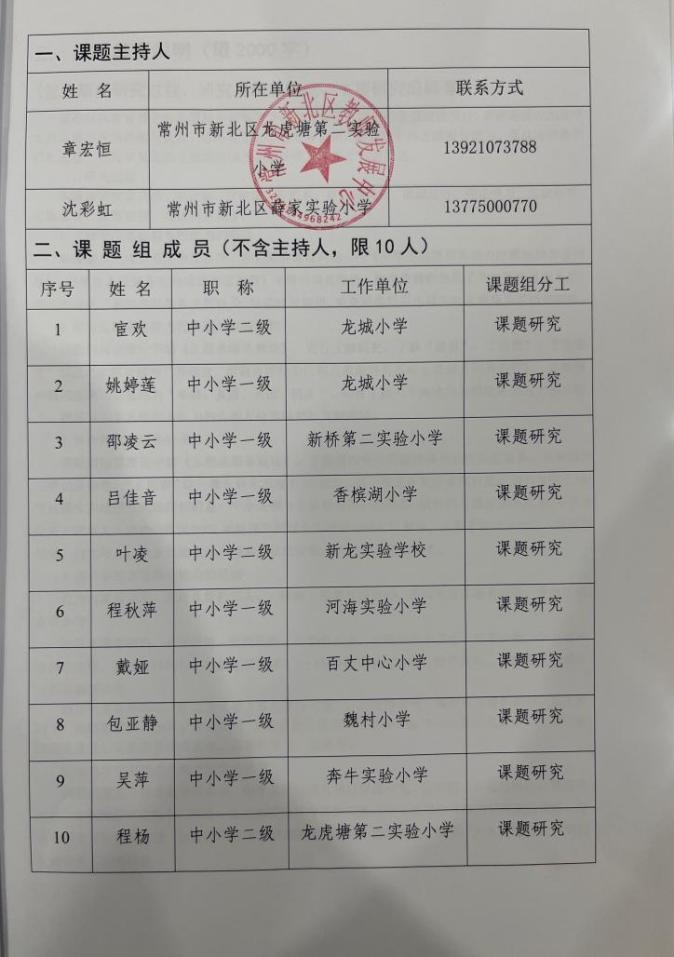 一、课题主持人
姓 名 所在单位 联系方式
章宏恒 常州市新北区龙虎塘第二实验小学 13921073788
沈彩虹 常州市新北区薛家实验小学 13775000770
二、课 题 组 成 员（不含主持人，限 10 人）
序号 姓 名 职 称 工作单位 课题组分工
1 宦欢 中小学二级 龙城小学 课题研究
2 姚婷莲 中小学一级 龙城小学 课题研究
3 邵凌云 中小学一级 新桥第二实验小学 课题研究
4 吕佳音 中小学一级 香槟湖小学 课题研究
5 叶凌 中小学二级 新龙实验学校 课题研究
6 程秋萍 中小学一级 河海实验小学 课题研究
7 戴娅 中小学一级 百丈中心小学 课题研究
8 包亚静 中小学一级 魏村小学 课题研究
9 吴萍 中小学一级 奔牛实验小学 课题研究
10 程杨 中小学二级 龙虎塘第二实验小学 课题研究
常州市新北区教师发展中心